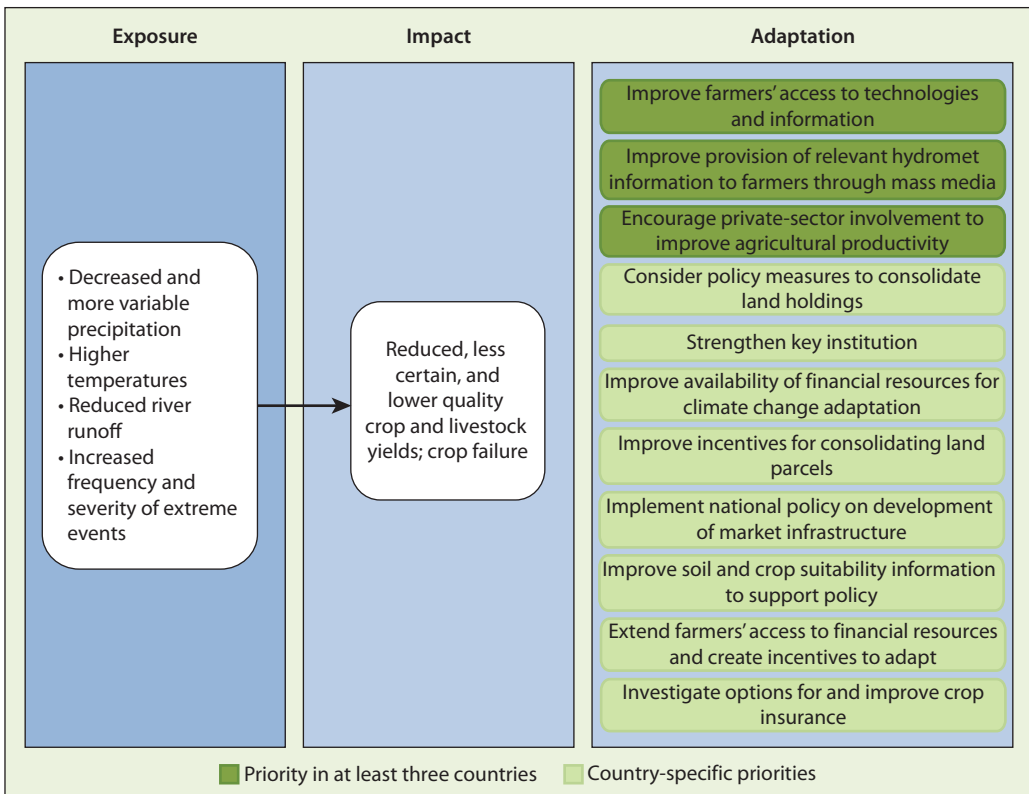 Exposure
Impact
Adaptation
• Decreased and
more variable
precipitation
• Higher
temperatures
• Reduced river
runoff
• Increased
frequency and
severity of extreme
events
Reduced, less
certain, and
lower quality
crop and livestock
yields; crop failure
Improve farmers’ access to technologies
and information
Improve provision of relevant hydromet
information to farmers through mass media
Encourage private-sector involvement to
improve agricultural productivity
Consider policy measures to consolidate
land holdings
Strengthen key institution
Improve availability of financial resources for
climate change adaptation
Improve incentives for consolidating land
parcels
Implement national policy on development
of market infrastructure
Improve soil and crop suitability information
to support policy
Extend farmers’ access to financial resources
and create incentives to adapt
Investigate options for and improve crop
insurance
Priority in at least three countries
Country-specific priorities